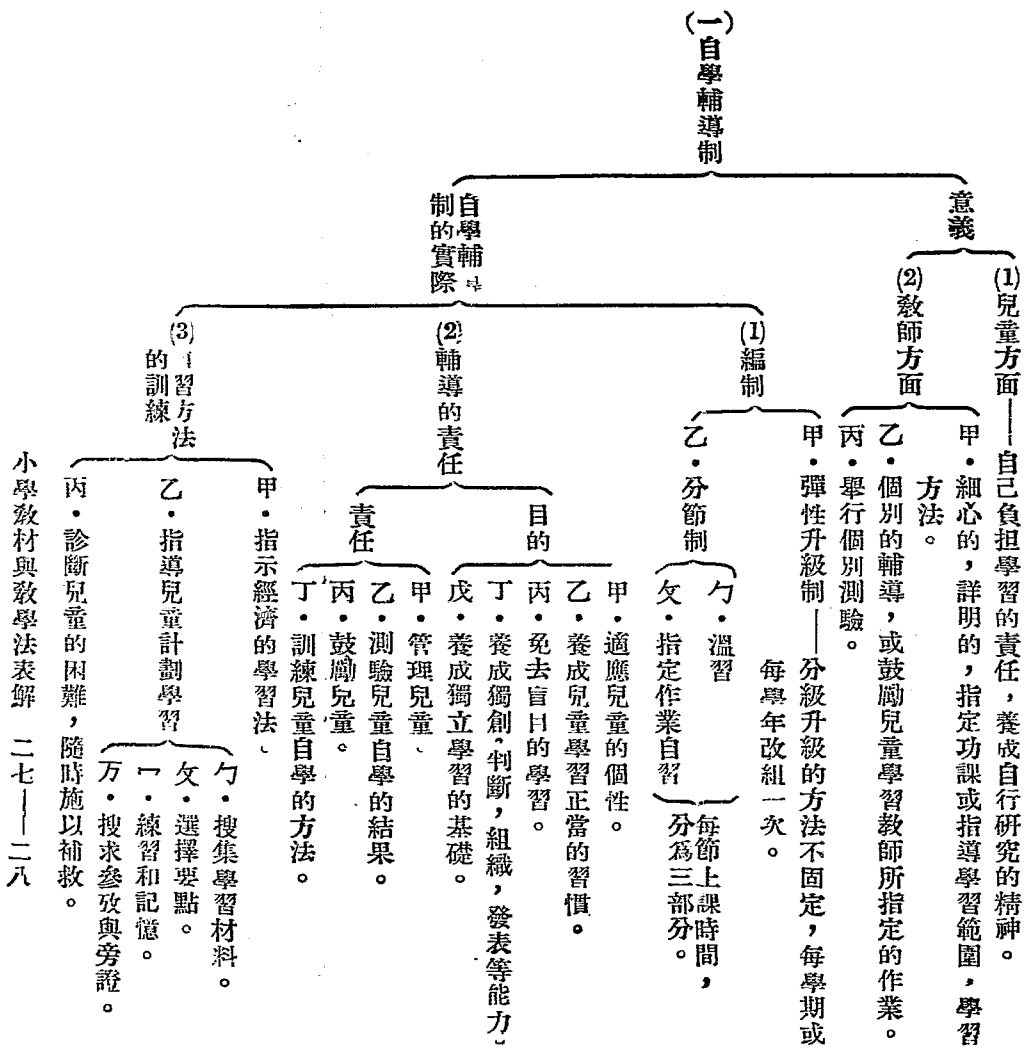 (一)自學輔導制
意義
(1)兒童方面——自己負担學習的責任，養成自行研究的精神。
(2)教師方面
甲・細心的，詳明的，指定功課或指導學習範圍，學習
方法。
乙・個別的輔導，或鼓勵兒童學習教師所指定的作業。
丙・舉行個別測驗。
自學輔
制的實際
(1)編制
甲・彈性升級制——分級升級的方法不固定，每學期或
每學年改組一次。
乙・分節制
ㄅ・溫習
ㄆ・指定作業自習
每節上課時間，
分爲三部分。
(2)輔導的責任
目的
甲・適應兒童的個性。
乙・養成兒童學習正當的習慣。
丙・免去盲目的學習。
丁・養成獨創，判斷，組織，發表等能力。
戊・養成獨立學習的基礎。
責任
甲・管理兒童、
乙・測驗兒童自學的結果。
丙・鼓勵兒童。
丁・訓練兒童自學的方法。
(3)習方法
的訓練
甲・指示經濟的學習法、
乙・指導兒童計劃學習
ㄅ・搜集學習材料。
ㄆ・選擇要點。
ㄇ・練習和記憶。
万・搜求參攷與旁證。
丙・診斷兒童的困難，隨時施以補救。
小學教材與教學法表解　二七——二八